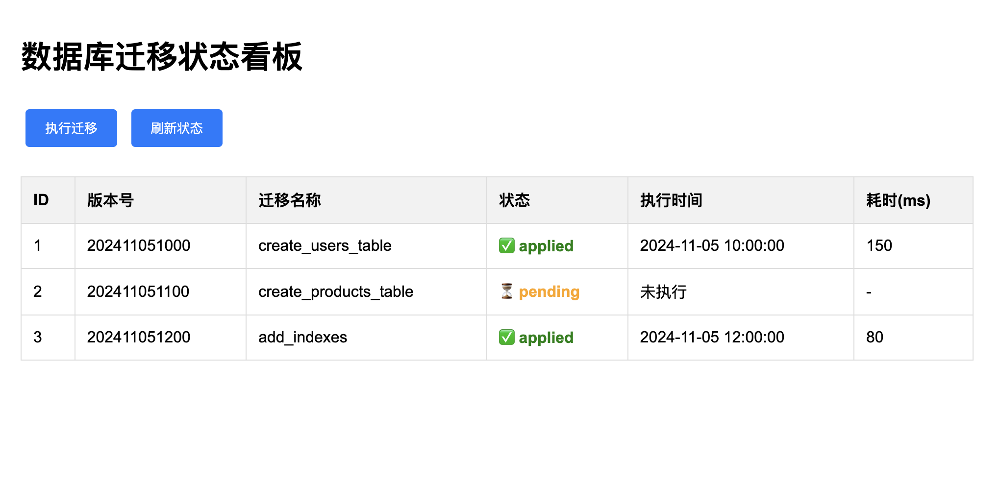 数据库迁移状态看板
执行迁移 刷新状态
ID 版本号 迁移名称 状态 执行时间 耗时(ms)
1 202411051000 create_users_table ✅ applied 2024-11-05 10:00:00 150
2 202411051100 create_products_table ⏳ pending 未执行 -
3 202411051200 add_indexes ✅ applied 2024-11-05 12:00:00 80